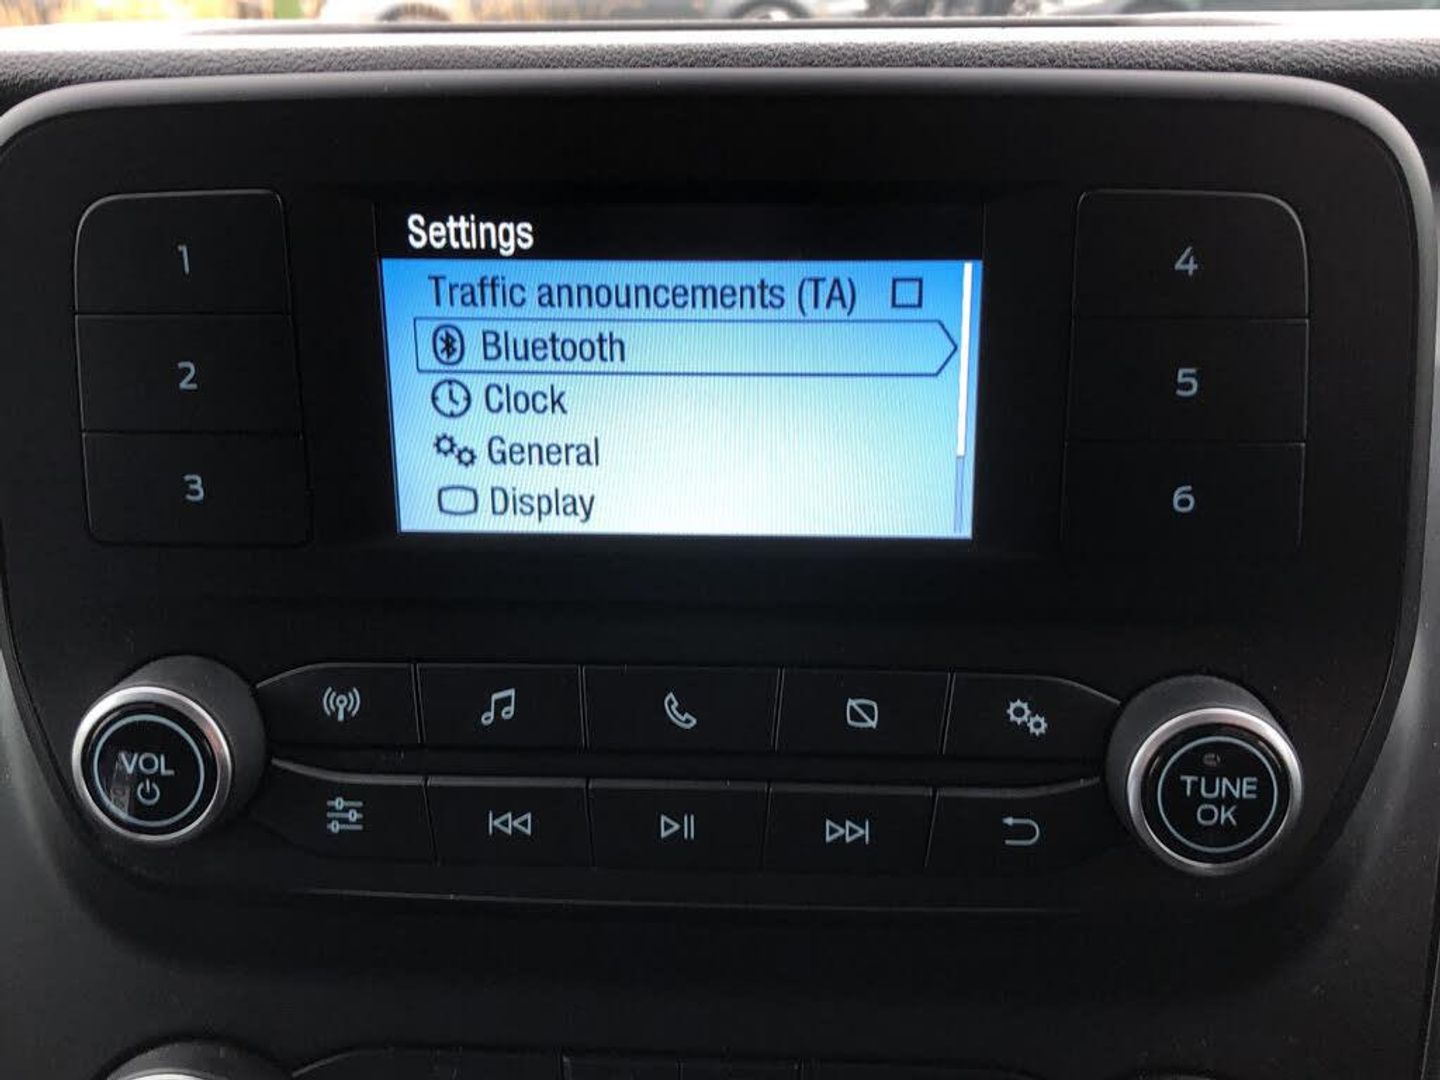 Settings
Traffic announcements (TA)
Bluetooth
Clock
General
Display
1
2
3
4
5
6
VOL
TUNE
OK